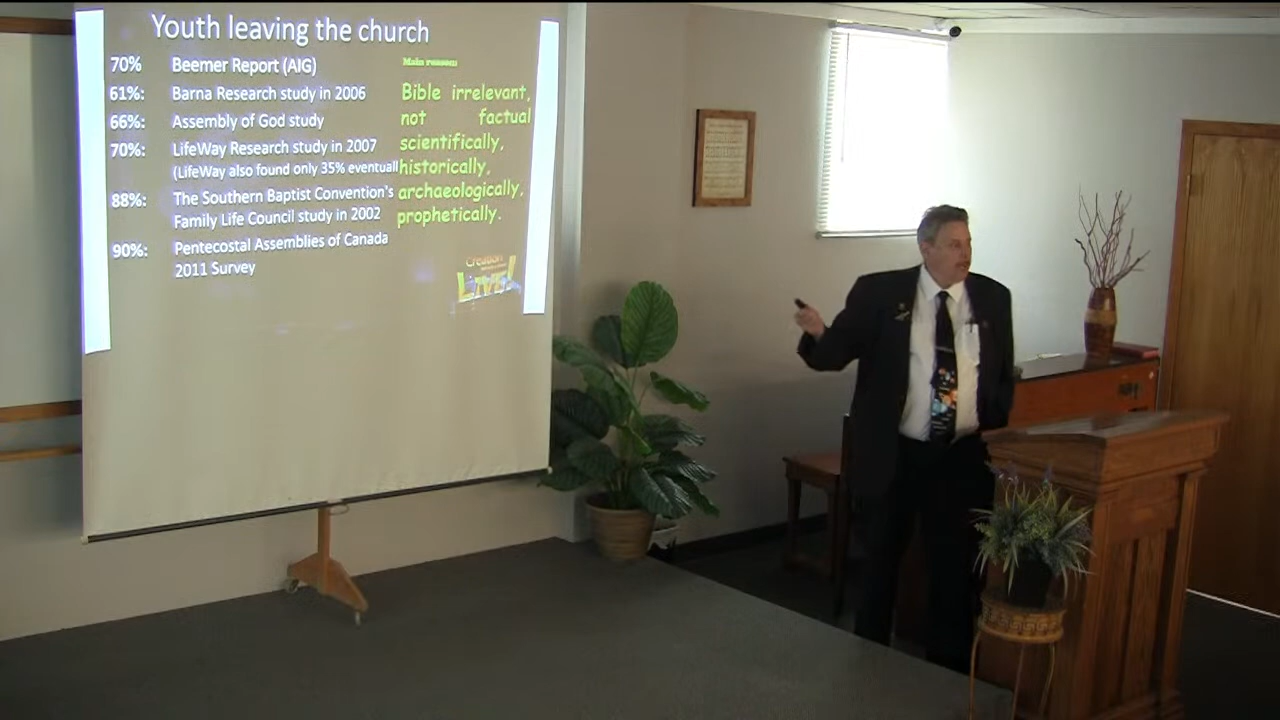 Youth leaving the church
70% Beemer Report (AIG)
61%: Barna Research study in 2006
66%: Assembly of God study
70%: LifeWay Research study in 2007
(LifeWay also found only 35% eventuall
88%: The Southern Baptist Convention's
Family Life Council study in 2002
90%: Pentecostal Assemblies of Canada
2011 Survey
Main reason:
Bible irrelevant,
not factual
scientifically,
historically,
archaeologically,
prophetically.
Creation
LIVE!